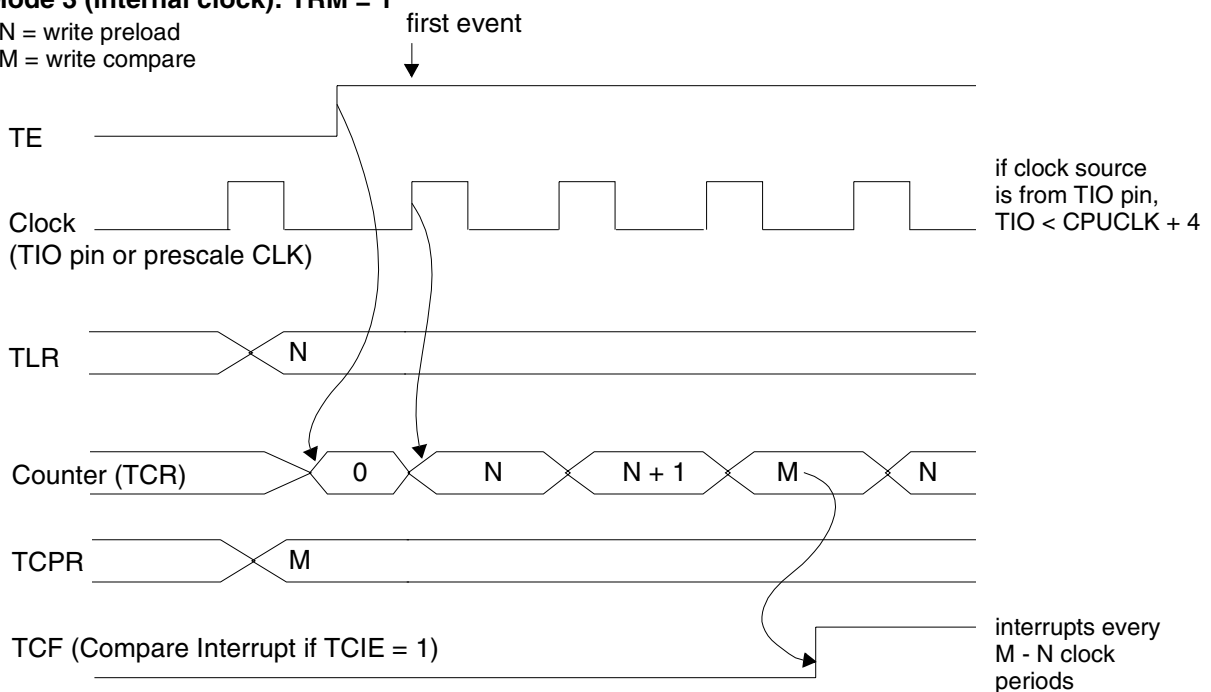 Mode 3 (internal clock): TRM = 1
N = write preload
M = write compare
first event
TE
if clock source
is from TIO pin,
TIO < CPUCLK + 4
Clock
(TIO pin or prescale CLK)
TLR
N
Counter (TCR)
0
N
N + 1
M
N
TCPR
M
TCF (Compare Interrupt if TCIE = 1)
interrupts every
M - N clock
periods